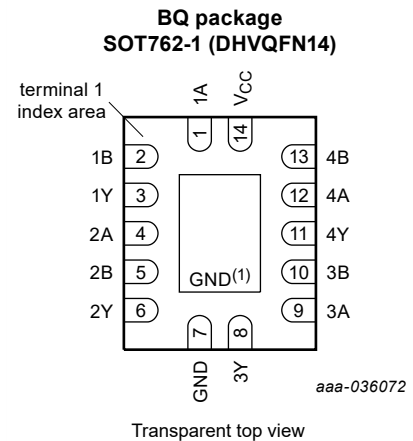 BQ package
SOT762-1 (DHVQFN14)
terminal 1
index area
1A
VCC
1
14
1B 2
13 4B
1Y 3
12 4A
2A 4
11 4Y
2B 5
10 3B
GND(1)
2Y 6
9 3A
7
8
GND
3Y
aaa-036072
Transparent top view